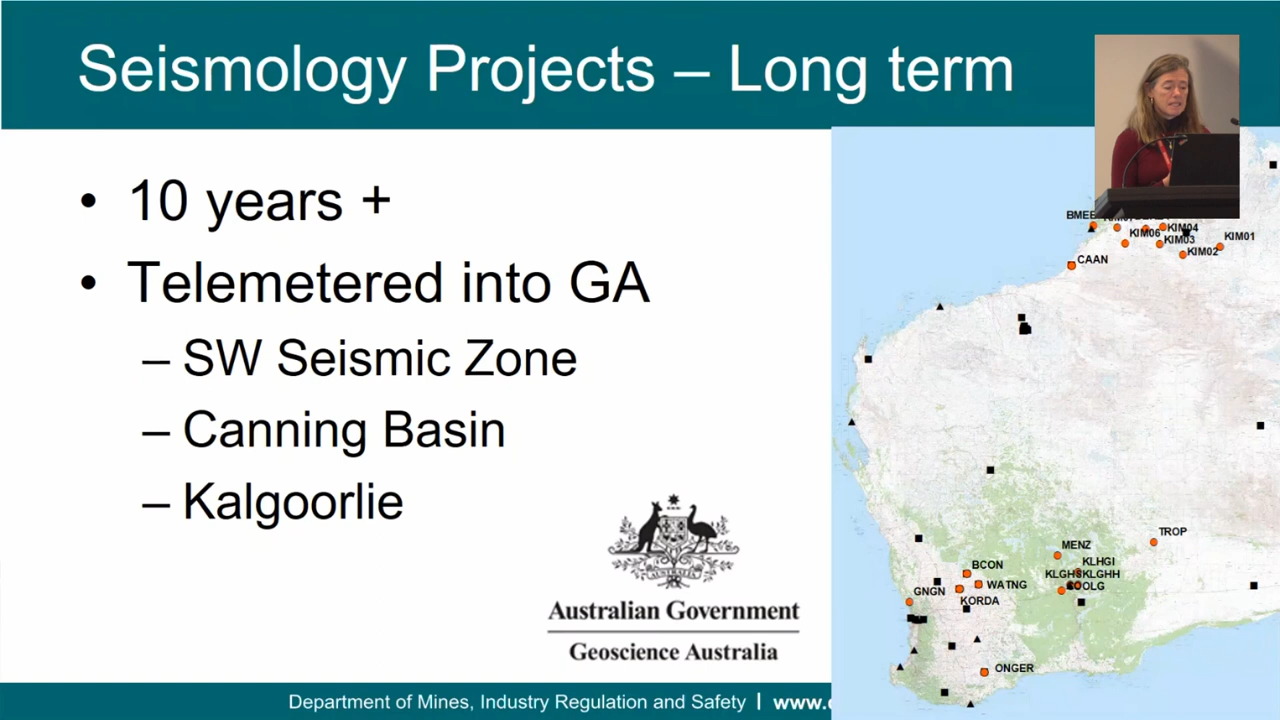 Seismology Projects – Long term
• 10 years +
• Telemetered into GA
– SW Seismic Zone
– Canning Basin
– Kalgoorlie
AUSTRALIA
Australian Government
Geoscience Australia
Department of Mines, Industry Regulation and Safety | www.
KIM04
KIM06
KIM03
KIM01
KIM02
CAAN
TROP
MENZ
KLHGI
BCON
KLGHH
WATNG
GNGN
KORDA
ONGER